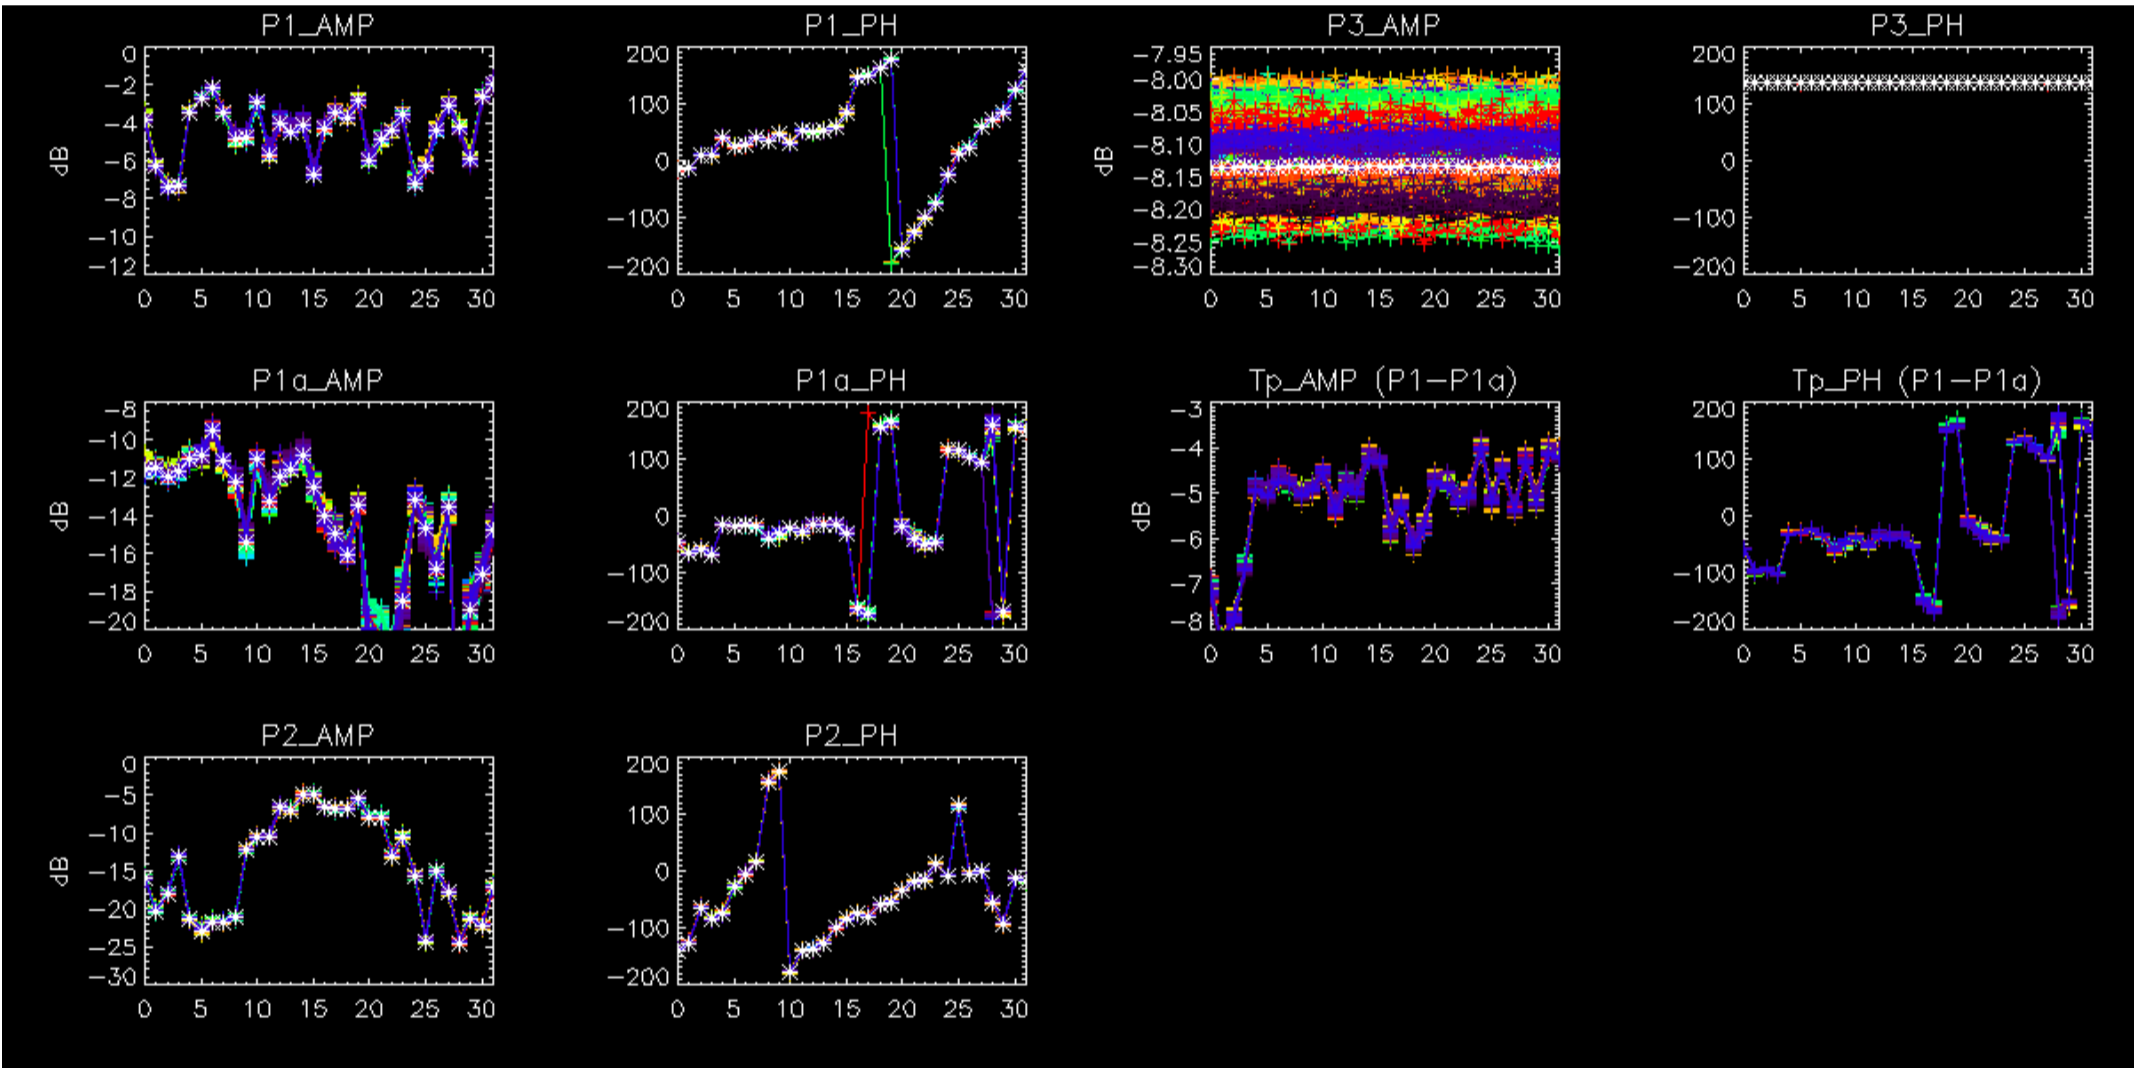 P1_AMP P1_PH P3_AMP P3_PH
0 200 -7.95 200
-2 -8.00
-4 100 -8.05 100
-6 0 -8.10 0
dB dB
-8 -8.15
-10 -100 -8.20 -100
-12 -200 -8.25 -200
-8.30
0 5 10 15 20 25 30 0 5 10 15 20 25 30 0 5 10 15 20 25 30 0 5 10 15 20 25 30
P1a_AMP P1a_PH Tp_AMP (P1-P1a) Tp_PH (P1-P1a)
-8 200 -3 200
-10 100 -4 100
-12 -5
-14 0 0
dB dB
-16 -100 -6 -100
-18 -7
-20 -200 -8 -200
0 5 10 15 20 25 30 0 5 10 15 20 25 30 0 5 10 15 20 25 30 0 5 10 15 20 25 30
P2_AMP P2_PH
0 200
-5 100
-10
-15 0
dB
-20 -100
-25
-30 -200
0 5 10 15 20 25 30 0 5 10 15 20 25 30